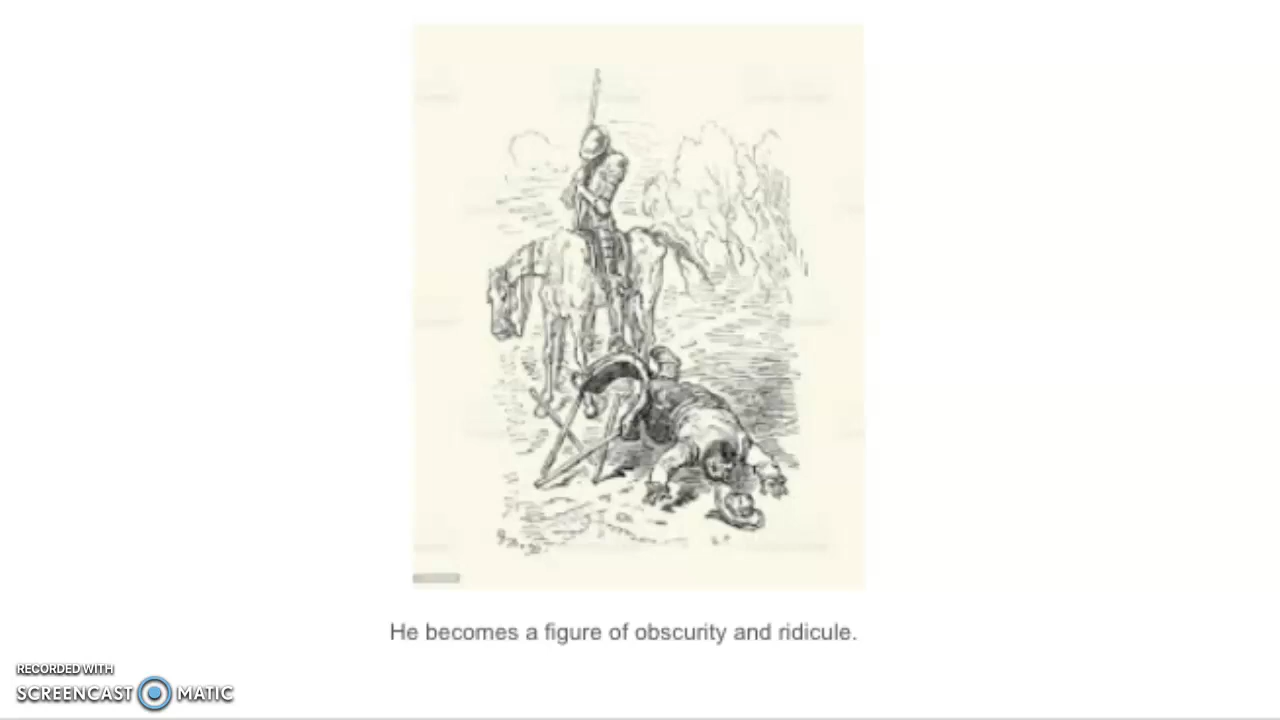 He becomes a figure of obscurity and ridicule.
RECORDED WITH
SCREENCAST MATIC